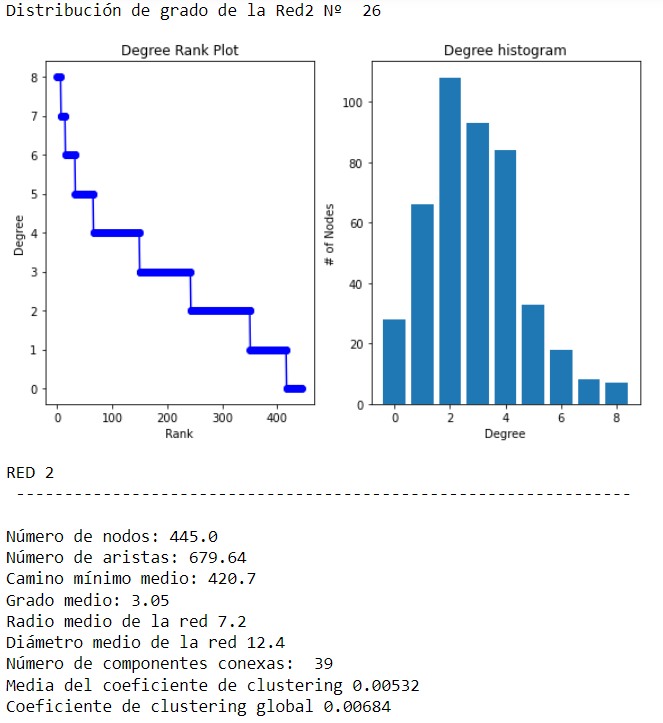 Distribución de grado de la Red2 Nº  26
Degree Rank Plot
8
7
6
5
4
3
2
1
0
Degree
0 100 200 300 400
Rank
Degree histogram
100
80
60
40
20
0
# of Nodes
0 2 4 6 8
Degree
RED 2
----------------------------------------------------------------
Número de nodos: 445.0
Número de aristas: 679.64
Camino mínimo medio: 420.7
Grado medio: 3.05
Radio medio de la red 7.2
Diámetro medio de la red 12.4
Número de componentes conexas:  39
Media del coeficiente de clustering 0.00532
Coeficiente de clustering global 0.00684